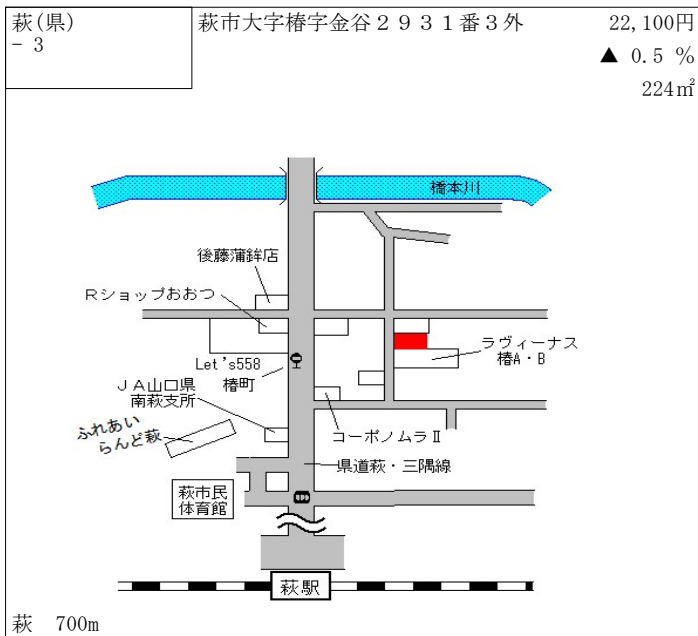 萩(県)
- 3
萩市大字椿字金谷２９３１番３外
22,100円
▲ 0.5 %
224㎡
橋本川
後藤蒲鉾店
Ｒショップおおつ
Let's558
椿町
ラヴィーナス
椿A・B
ＪＡ山口県
南萩支所
ふれあい
らんど萩
コーポノムラⅡ
県道萩・三隅線
萩市民
体育館
萩駅
萩　700m